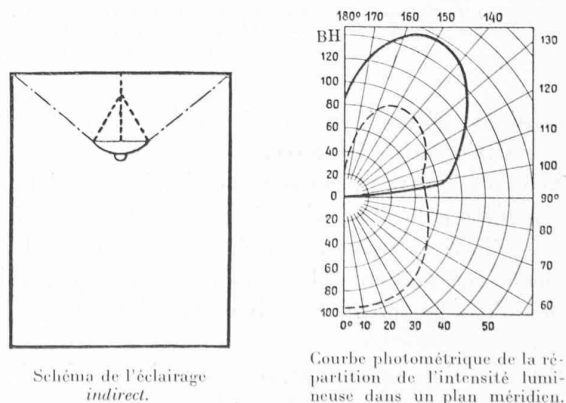 180° 170 160 150 140
BH
120
100
80
60
40
20
0
20
40
60
80
100
130
120
110
100
90°
80
70
60
0° 10 20 30 40 50
Schéma de l'éclairage
indirect.
Courbe photométrique de la ré-
partition de l'intensité lumi-
neuse dans un plan méridien.